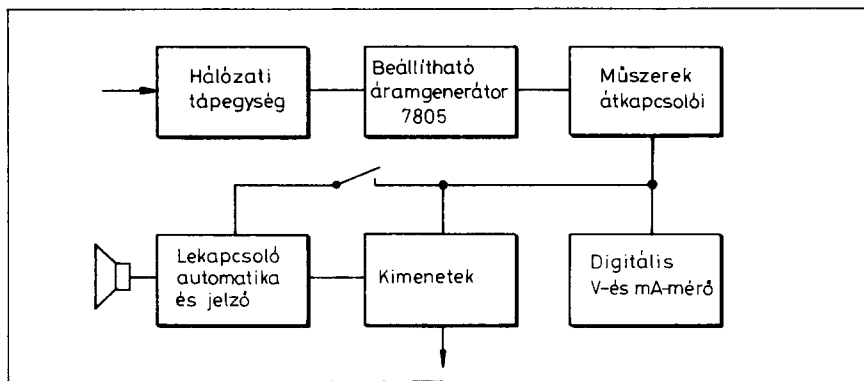 Hálózati
tápegység
Beállítható
áramgenerátor
7805
Műszerek
átkapcsolói
Lekapcsoló
automatika
és jelző
Kimenetek
Digitális
V-és mA-mérő